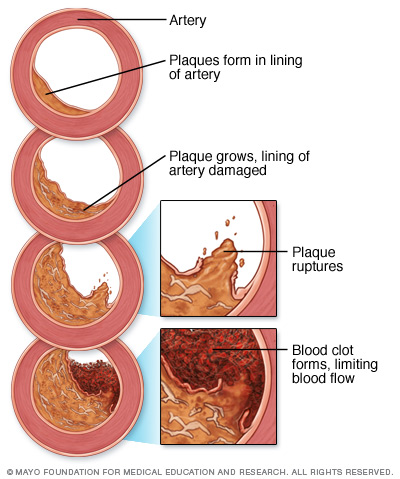 Artery
Plaques form in lining
of artery
Plaque grows, lining of
artery damaged
Plaque
ruptures
Blood clot
forms, limiting
blood flow
© MAYO FOUNDATION FOR MEDICAL EDUCATION AND RESEARCH. ALL RIGHTS RESERVED.